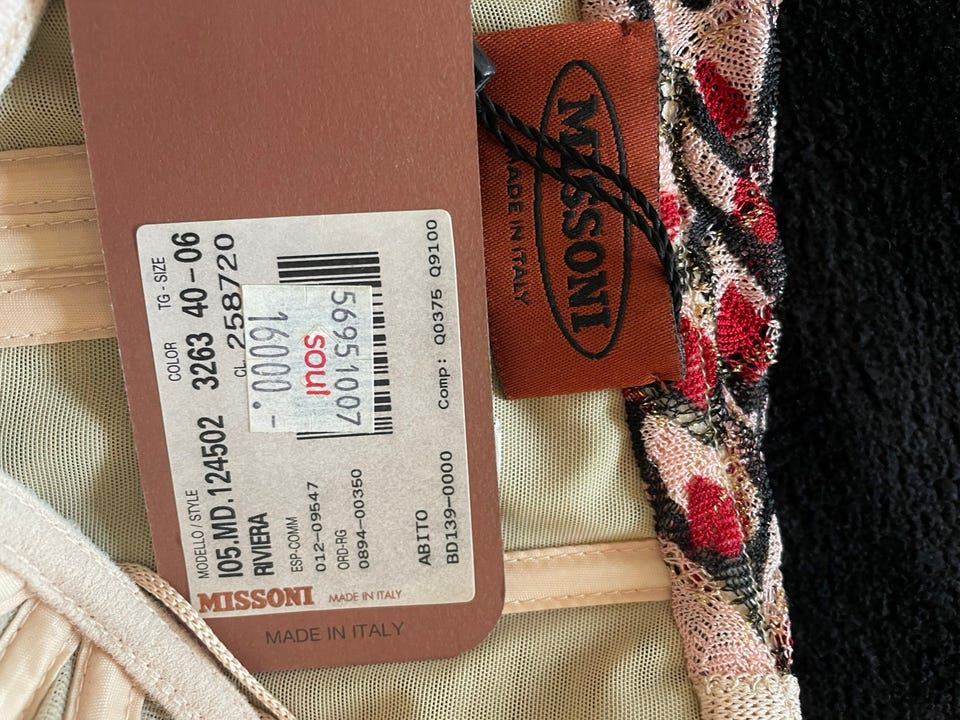 MODELLO / STYLE COLOR TG - SIZE
I05.MD.124502 3263 40-06
RIVIERA CL 258720
ESP-COMM
012-09547
ORD-RG
0894-00350
56951007
soul
16000.-
ABITO
Comp: Q0375 Q9100
BD139-0000
MISSONI MADE IN ITALY
MADE IN ITALY
MISSONI
MADE IN ITALY